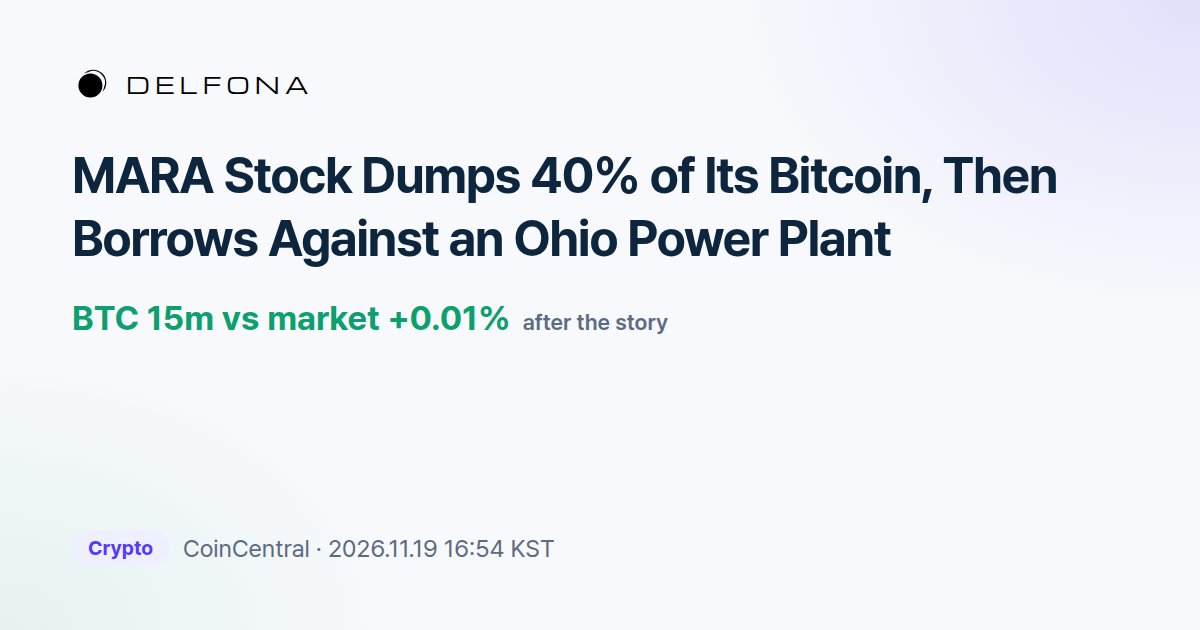 DELFONA
MARA Stock Dumps 40% of Its Bitcoin, Then
Borrows Against an Ohio Power Plant
BTC 15m vs market +0.01% after the story
Crypto CoinCentral · 2026.11.19 16:54 KST